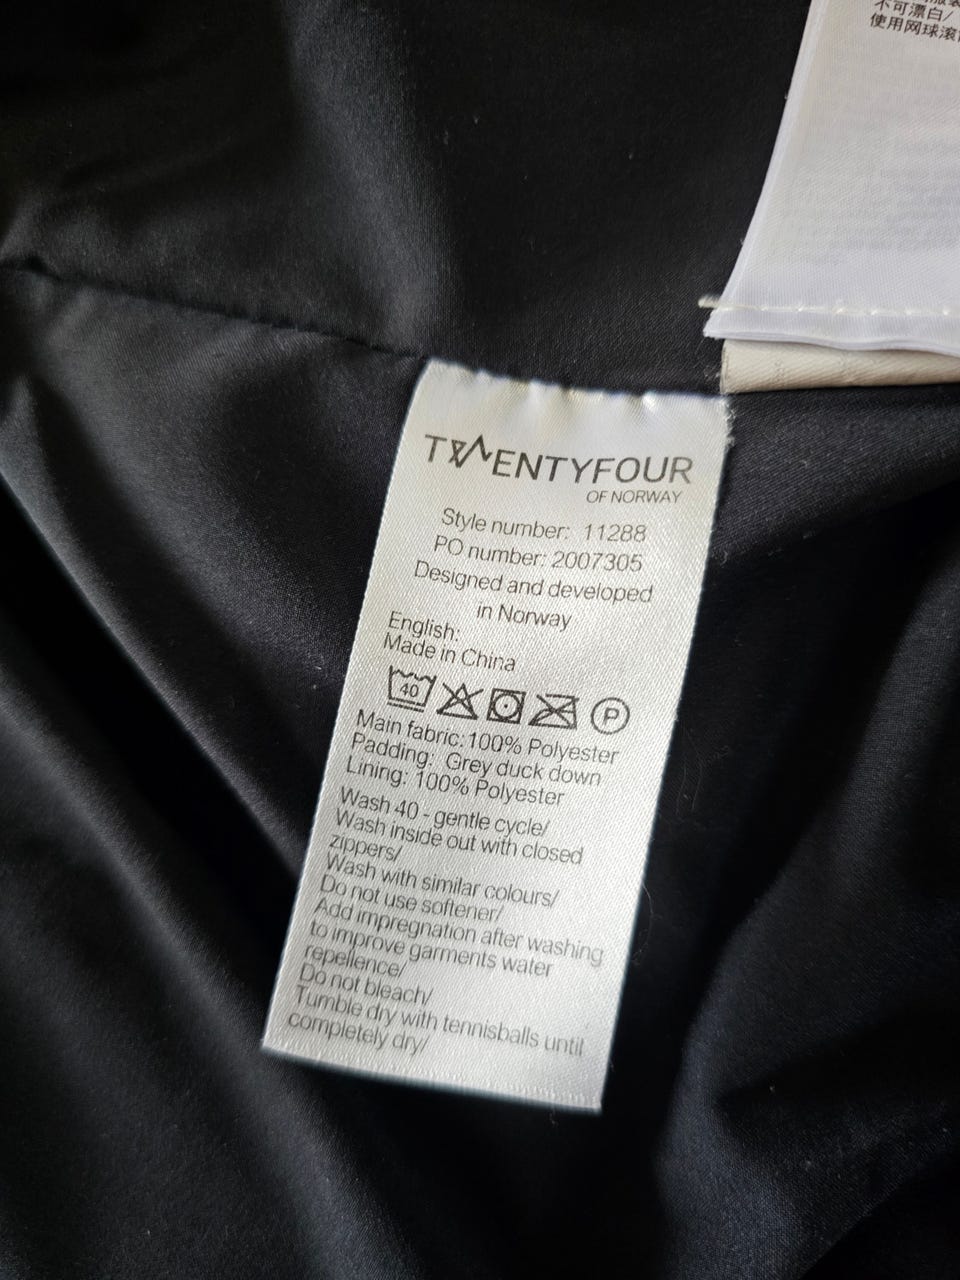 不可漂白/
使用网球滚
TWENTYFOUR
OF NORWAY
Style number: 11288
PO number: 2007305
Designed and developed
in Norway
English:
Made in China
40
P
Main fabric:100% Polyester
Padding: Grey duck down
Lining: 100% Polyester
Wash 40 - gentle cycle/
Wash inside out with closed
zippers/
Wash with similar colours/
Do not use softener/
Add impregnation after washing
to improve garments water
repellence/
Do not bleach/
Tumble dry with tennisballs until
completely dry/